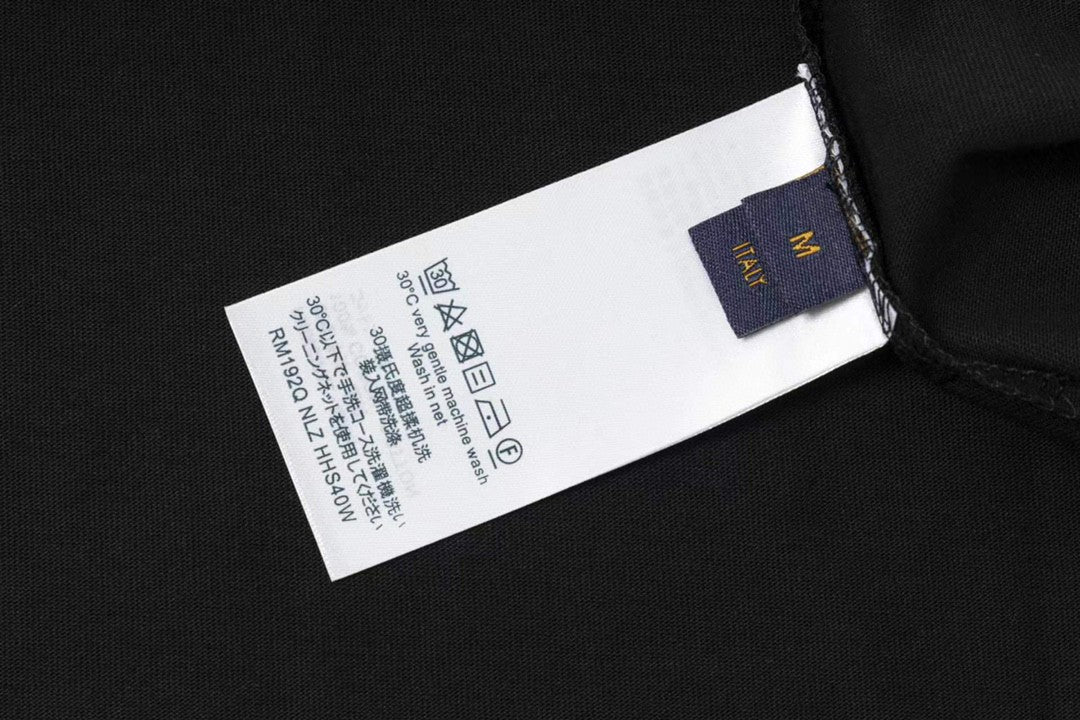 M
ITALY
30
F
30°C very gentle machine wash
Wash in net
30摄氏度超揉机洗
装入网带洗涤
30℃以下で手洗コース洗濯機洗い
クリーニングネットを使用してください
RM192Q NLZ HHS40W